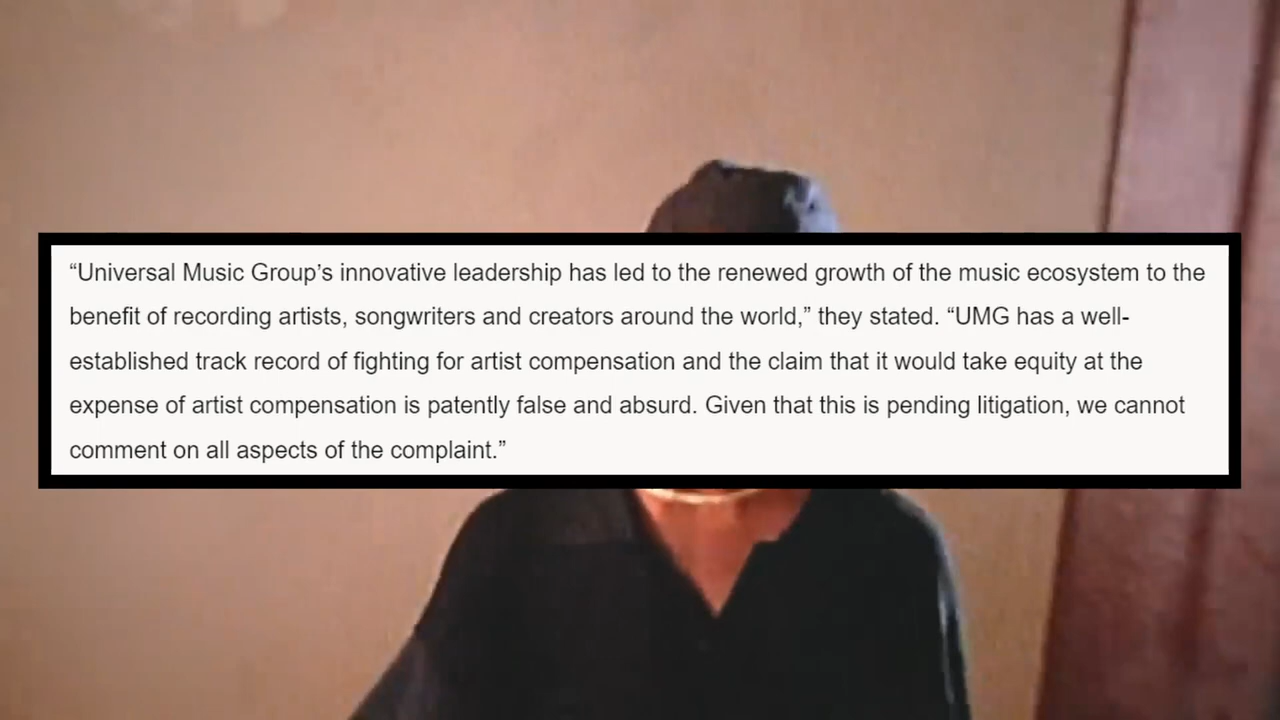 “Universal Music Group’s innovative leadership has led to the renewed growth of the music ecosystem to the
benefit of recording artists, songwriters and creators around the world,” they stated. “UMG has a well-
established track record of fighting for artist compensation and the claim that it would take equity at the
expense of artist compensation is patently false and absurd. Given that this is pending litigation, we cannot
comment on all aspects of the complaint.”